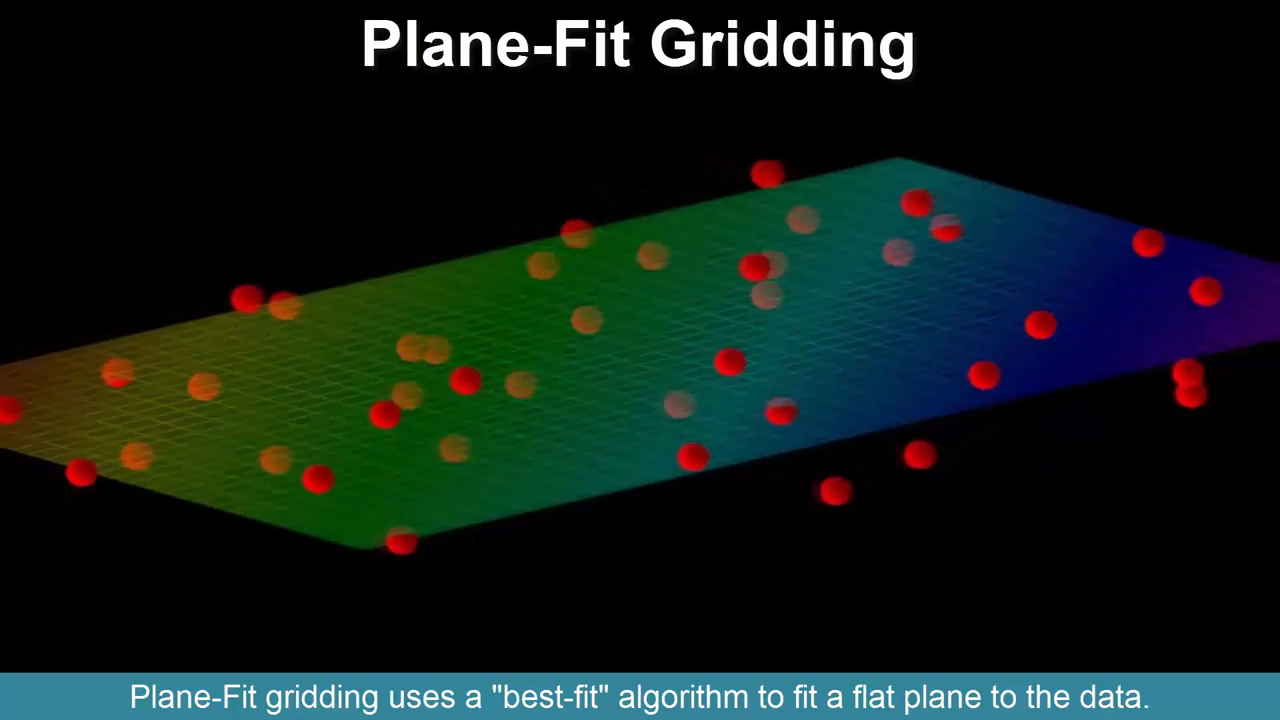 Plane-Fit Gridding
Plane-Fit gridding uses a "best-fit" algorithm to fit a flat plane to the data.